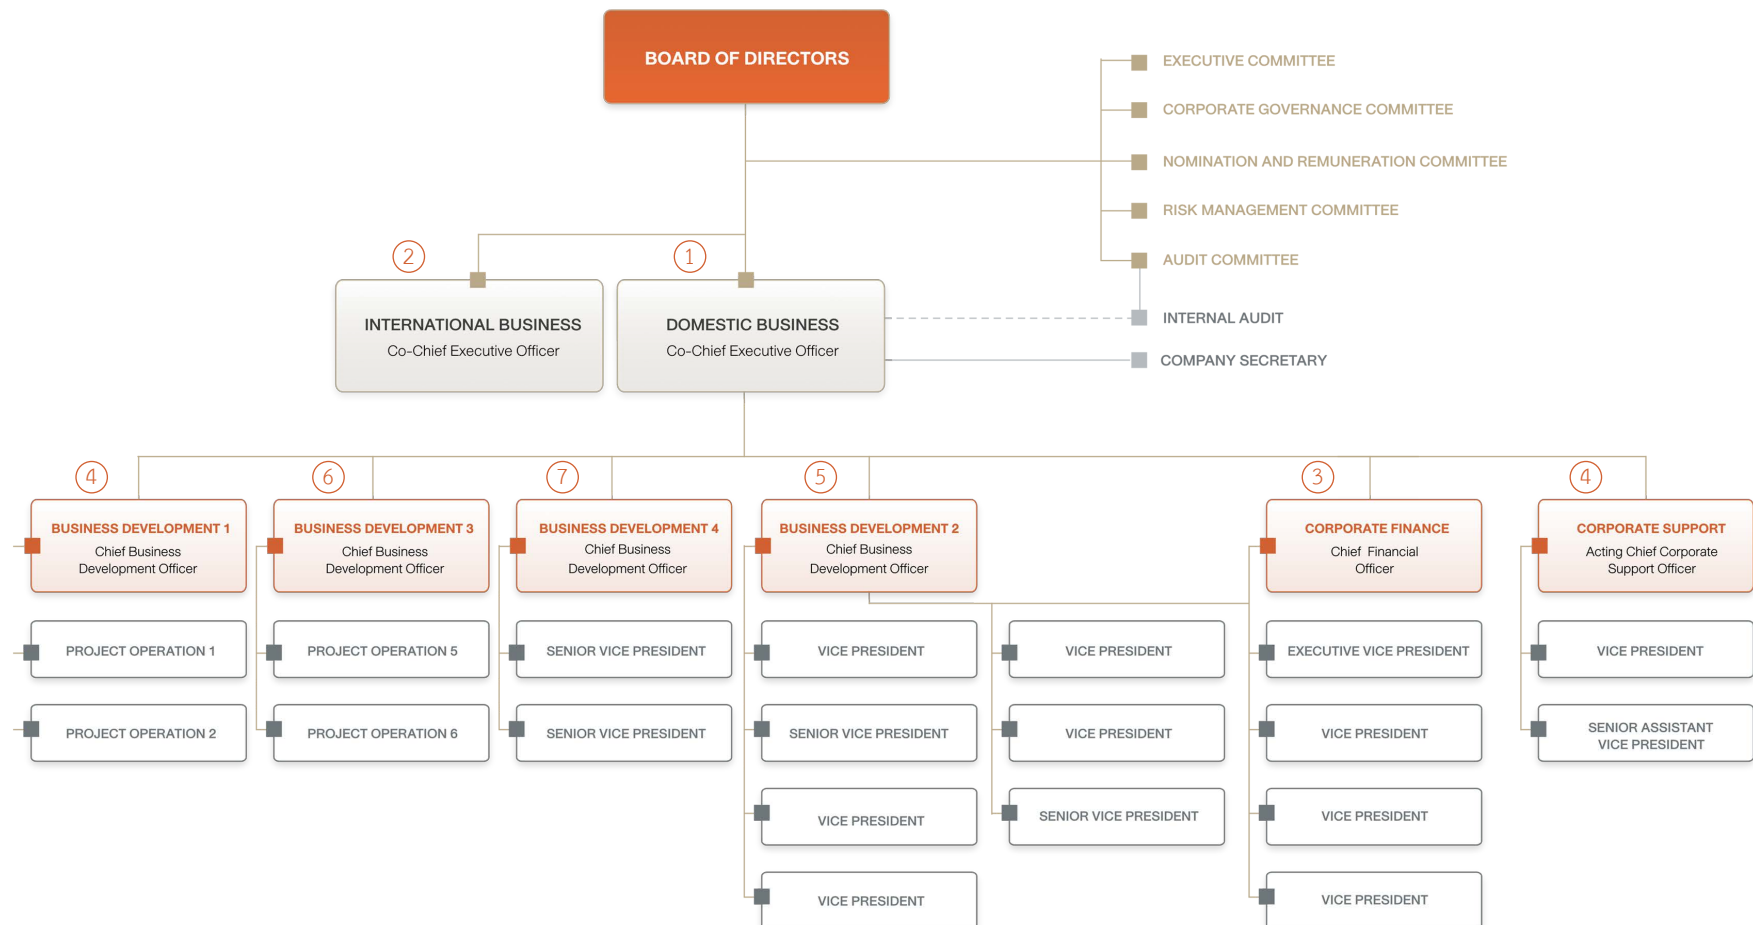 BOARD OF DIRECTORS
EXECUTIVE COMMITTEE
CORPORATE GOVERNANCE COMMITTEE
NOMINATION AND REMUNERATION COMMITTEE
RISK MANAGEMENT COMMITTEE
AUDIT COMMITTEE
INTERNAL AUDIT
COMPANY SECRETARY
2
INTERNATIONAL BUSINESS
Co-Chief Executive Officer
1
DOMESTIC BUSINESS
Co-Chief Executive Officer
4
BUSINESS DEVELOPMENT 1
Chief Business
Development Officer
PROJECT OPERATION 1
PROJECT OPERATION 2
6
BUSINESS DEVELOPMENT 3
Chief Business
Development Officer
PROJECT OPERATION 5
PROJECT OPERATION 6
7
BUSINESS DEVELOPMENT 4
Chief Business
Development Officer
SENIOR VICE PRESIDENT
SENIOR VICE PRESIDENT
5
BUSINESS DEVELOPMENT 2
Chief Business
Development Officer
VICE PRESIDENT
SENIOR VICE PRESIDENT
VICE PRESIDENT
VICE PRESIDENT
VICE PRESIDENT
VICE PRESIDENT
SENIOR VICE PRESIDENT
3
CORPORATE FINANCE
Chief Financial
Officer
EXECUTIVE VICE PRESIDENT
VICE PRESIDENT
VICE PRESIDENT
VICE PRESIDENT
4
CORPORATE SUPPORT
Acting Chief Corporate
Support Officer
VICE PRESIDENT
SENIOR ASSISTANT
VICE PRESIDENT